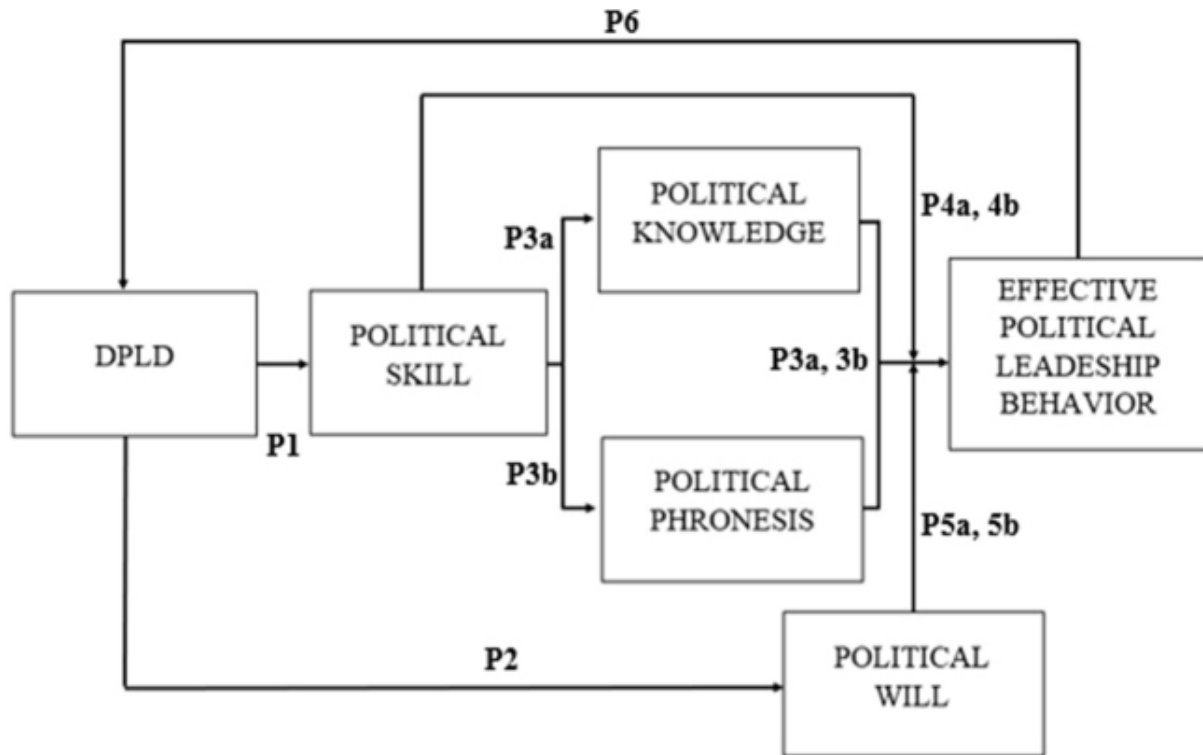 P6
POLITICAL
KNOWLEDGE
P4a, 4b
P3a
EFFECTIVE
POLITICAL
LEADESHIP
BEHAVIOR
DPLD
POLITICAL
SKILL
P3a, 3b
P1
P3b
POLITICAL
PHRONESIS
P5a, 5b
P2
POLITICAL
WILL